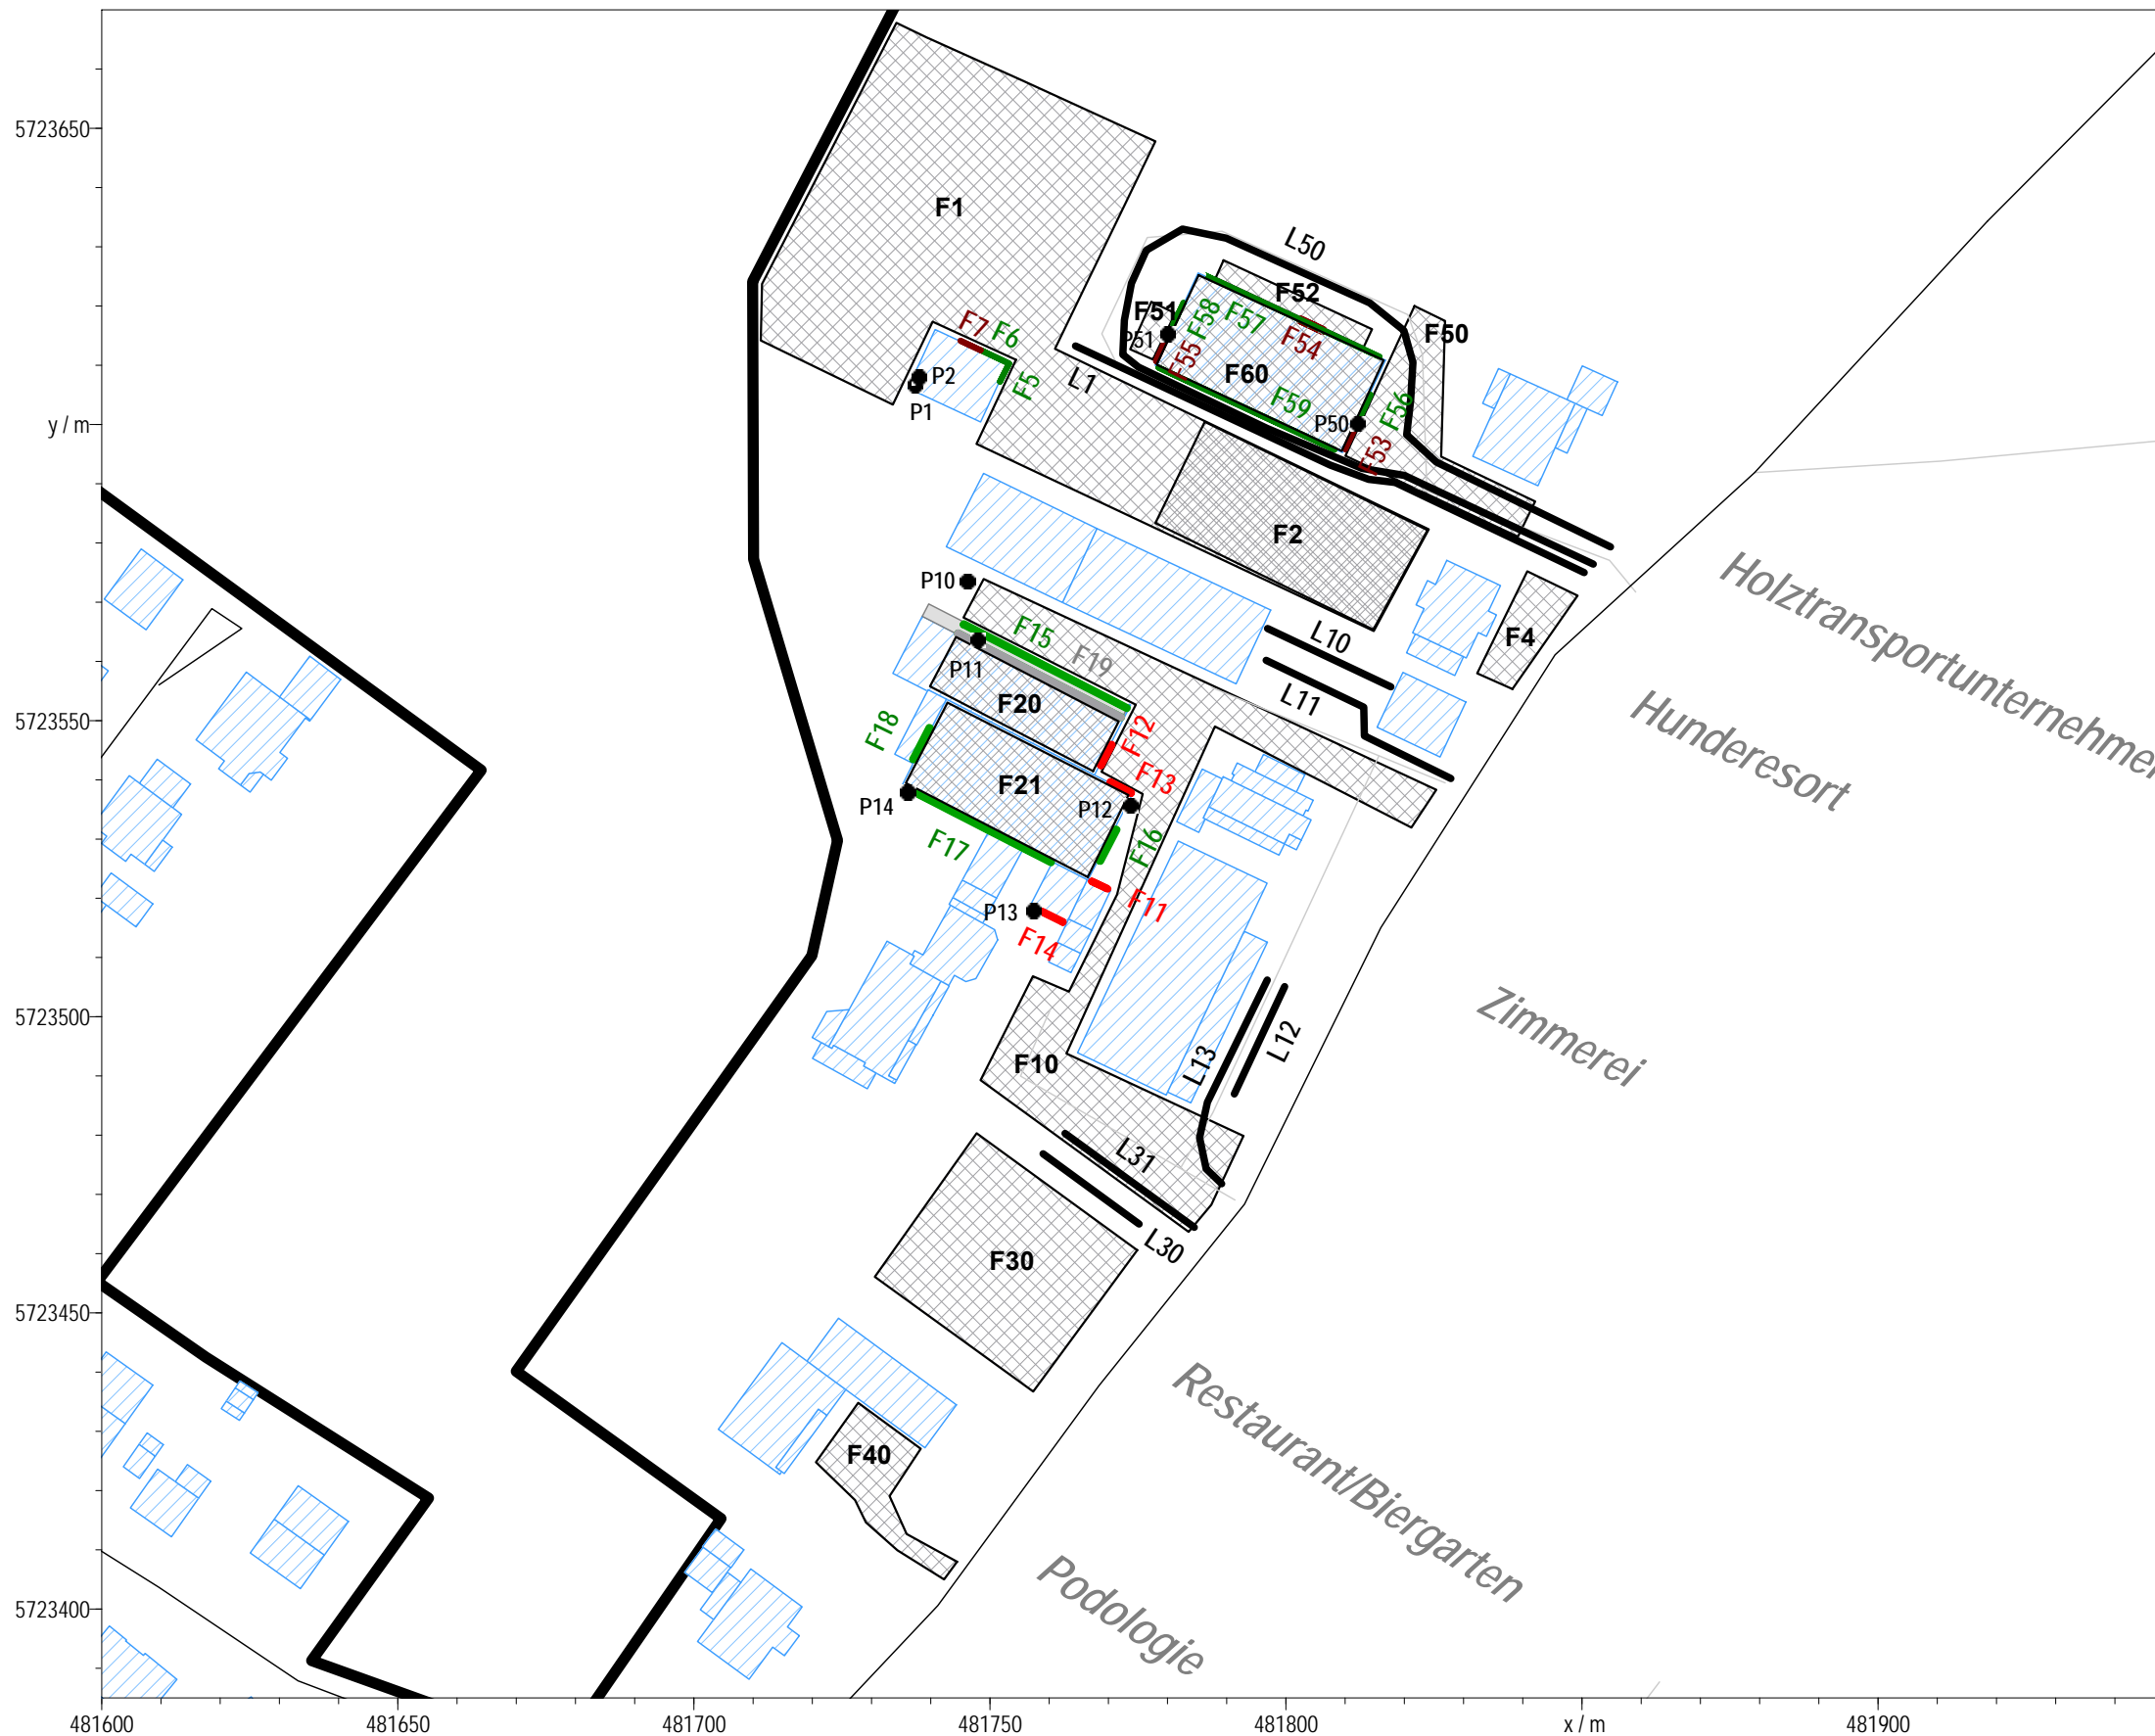 5723650
y / m
5723550
5723500
5723450
5723400
481600
481650
481700
481750
481800
x / m
481900
F1
L50
F52
F51
F58
F57
F50
P51
F54
F55
F60
F7
F6
P2
F5
L1
P1
F59
F56
P50
F53
F2
P10
F15
L10
F4
F19
P11
L11
F20
F18
F12
F21
F13
P14
P12
F17
F16
P13
F11
F14
F10
L13
L12
L31
L30
F30
F40
Holztransportunternehmen
Hunderesort
Zimmerei
Restaurant/Biergarten
Podologie